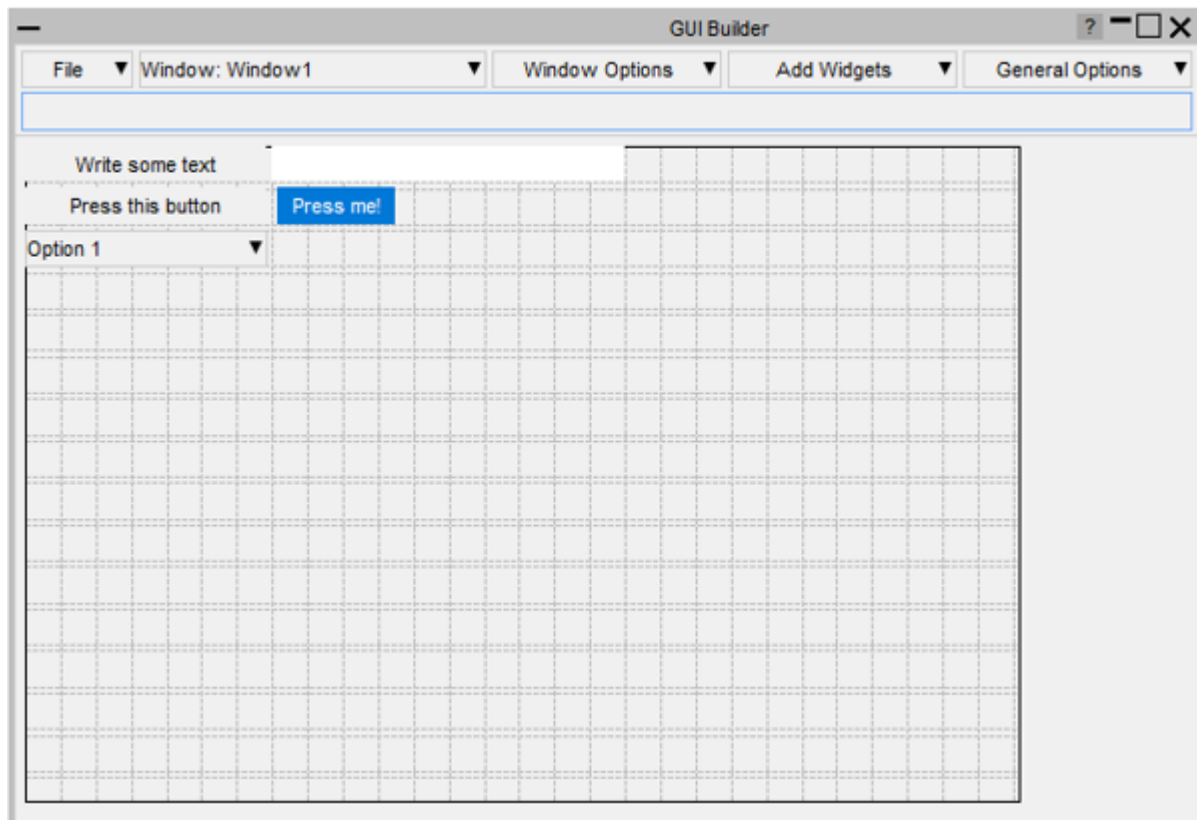 GUI Builder ?
File Window: Window1 Window Options Add Widgets General Options
Write some text
Press this button Press me!
Option 1